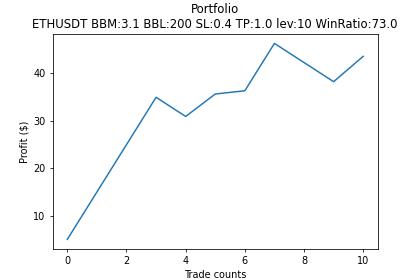 Portfolio
ETHUSDT BBM:3.1 BBL:200 SL:0.4 TP:1.0 lev:10 WinRatio:73.0
40
30
20
10
Profit ($)
0 2 4 6 8 10
Trade counts